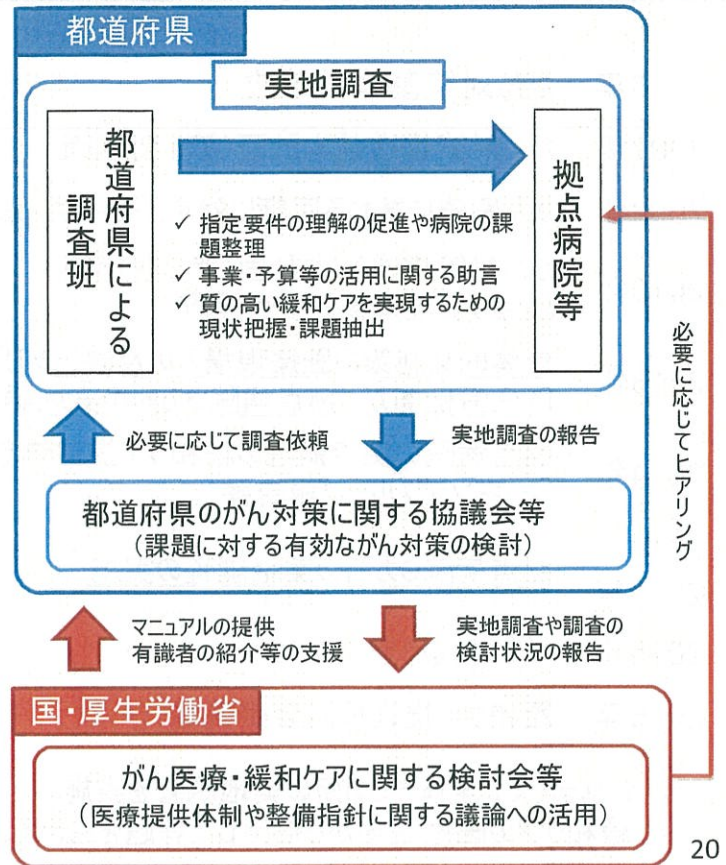 都道府県
実地調査
都道府県による
調査班
✓ 指定要件の理解の促進や病院の課
題整理
✓ 事業・予算等の活用に関する助言
✓ 質の高い緩和ケアを実現するための
現状把握・課題抽出
拠点病院等
必要に応じて調査依頼
実地調査の報告
都道府県のがん対策に関する協議会等
(課題に対する有効ながん対策の検討)
必要に応じてヒアリング
マニュアルの提供
有識者の紹介等の支援
実地調査や調査の
検討状況の報告
国・厚生労働省
がん医療・緩和ケアに関する検討会等
(医療提供体制や整備指針に関する議論への活用)
20